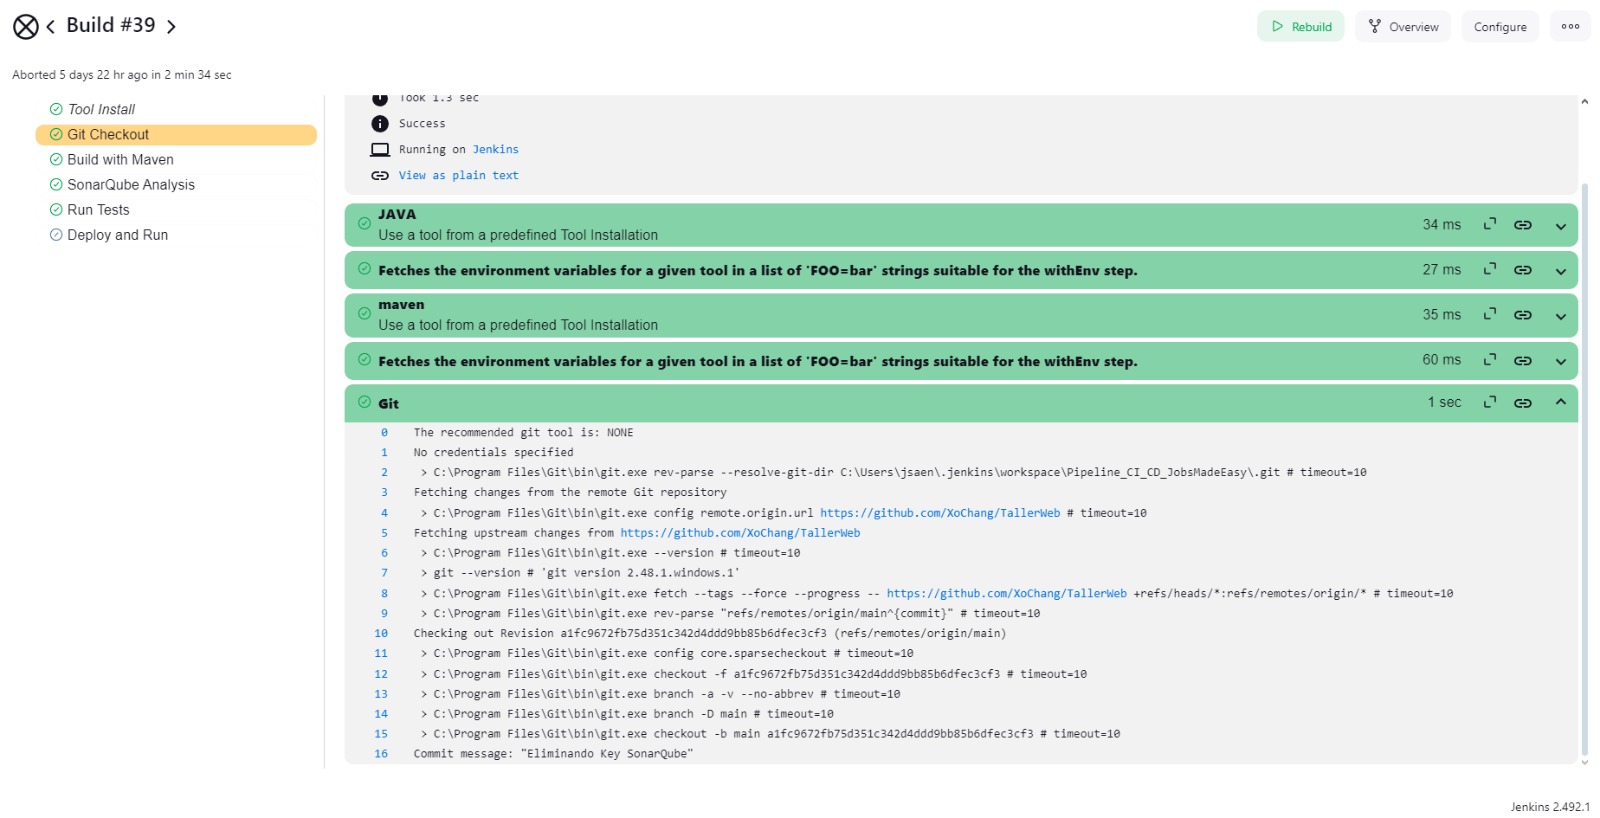 Build #39
Rebuild
Overview
Configure
Aborted 5 days 22 hr ago in 2 min 34 sec
Tool Install
Git Checkout
Build with Maven
SonarQube Analysis
Run Tests
Deploy and Run
Took 1.3 sec
Success
Running on Jenkins
View as plain text
JAVA
Use a tool from a predefined Tool Installation
34 ms
Fetches the environment variables for a given tool in a list of 'FOO=bar' strings suitable for the withEnv step.
27 ms
maven
Use a tool from a predefined Tool Installation
35 ms
Fetches the environment variables for a given tool in a list of 'FOO=bar' strings suitable for the withEnv step.
60 ms
Git
1 sec
0 The recommended git tool is: NONE
1 No credentials specified
2 > C:\Program Files\Git\bin\git.exe rev-parse --resolve-git-dir C:\Users\jsaen\.jenkins\workspace\Pipeline_CI_CD_JobsMadeEasy\.git # timeout=10
3 Fetching changes from the remote Git repository
4 > C:\Program Files\Git\bin\git.exe config remote.origin.url https://github.com/XoChang/TallerWeb # timeout=10
5 Fetching upstream changes from https://github.com/XoChang/TallerWeb
6 > C:\Program Files\Git\bin\git.exe --version # timeout=10
7 > git --version # 'git version 2.48.1.windows.1'
8 > C:\Program Files\Git\bin\git.exe fetch --tags --force --progress -- https://github.com/XoChang/TallerWeb +refs/heads/*:refs/remotes/origin/* # timeout=10
9 > C:\Program Files\Git\bin\git.exe rev-parse "refs/remotes/origin/main^{commit}" # timeout=10
10 Checking out Revision a1fc9672fb75d351c342d4ddd9bb85b6dfec3cf3 (refs/remotes/origin/main)
11 > C:\Program Files\Git\bin\git.exe config core.sparsecheckout # timeout=10
12 > C:\Program Files\Git\bin\git.exe checkout -f a1fc9672fb75d351c342d4ddd9bb85b6dfec3cf3 # timeout=10
13 > C:\Program Files\Git\bin\git.exe branch -a -v --no-abbrev # timeout=10
14 > C:\Program Files\Git\bin\git.exe branch -D main # timeout=10
15 > C:\Program Files\Git\bin\git.exe checkout -b main a1fc9672fb75d351c342d4ddd9bb85b6dfec3cf3 # timeout=10
16 Commit message: "Eliminando Key SonarQube"
Jenkins 2.492.1